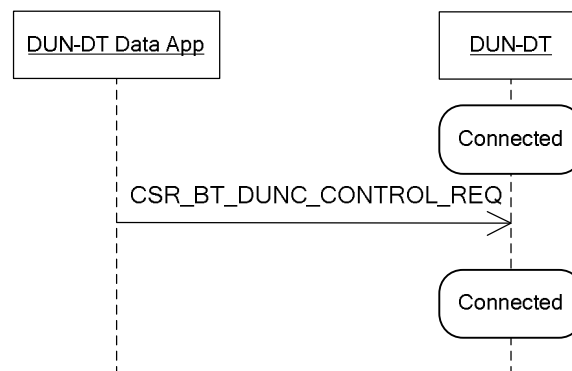 DUN-DT Data App
DUN-DT
Connected
CSR_BT_DUNC_CONTROL_REQ
Connected